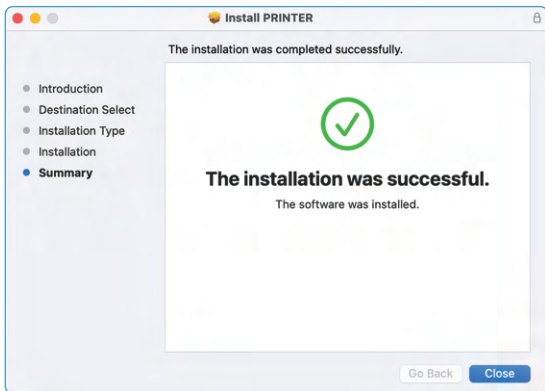 Install PRINTER
The installation was completed successfully.
Introduction
Destination Select
Installation Type
Installation
Summary
The installation was successful.
The software was installed.
Go Back
Close